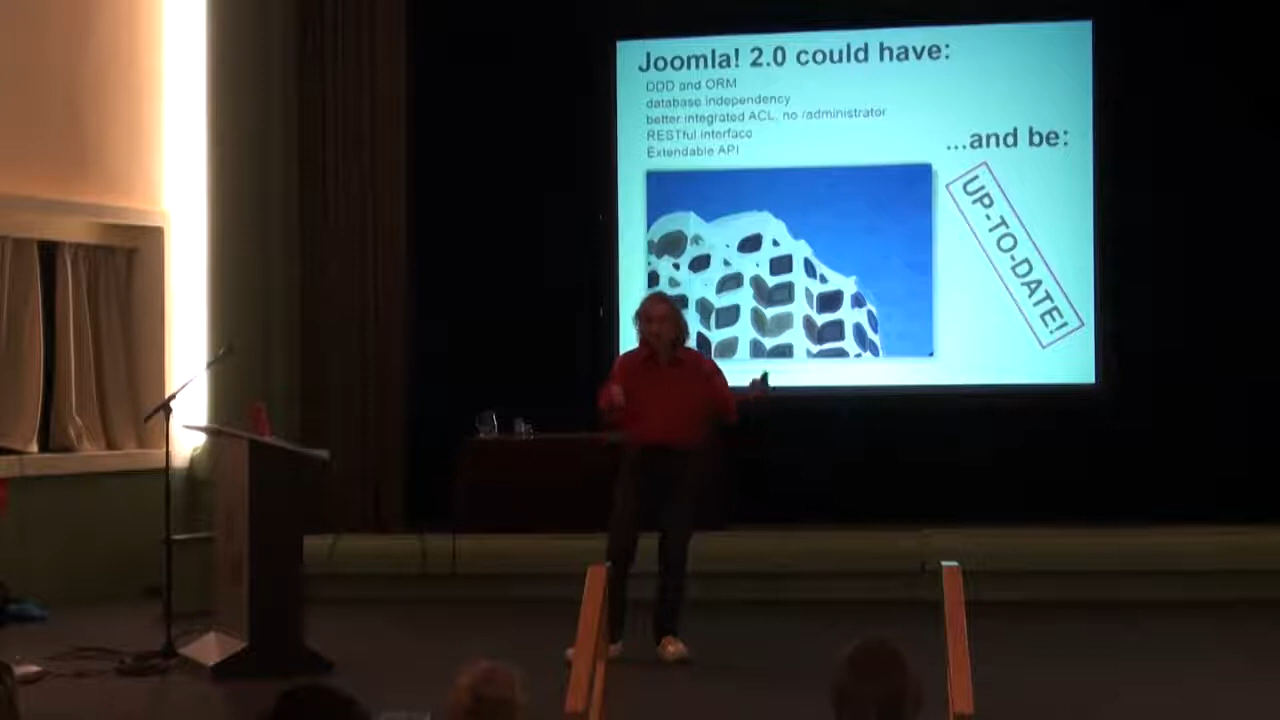 Joomla! 2.0 could have:
DDD and ORM
database independency
better integrated ACL, no /administrator
RESTful interface
Extendable API
...and be:
UP-TO-DATE!